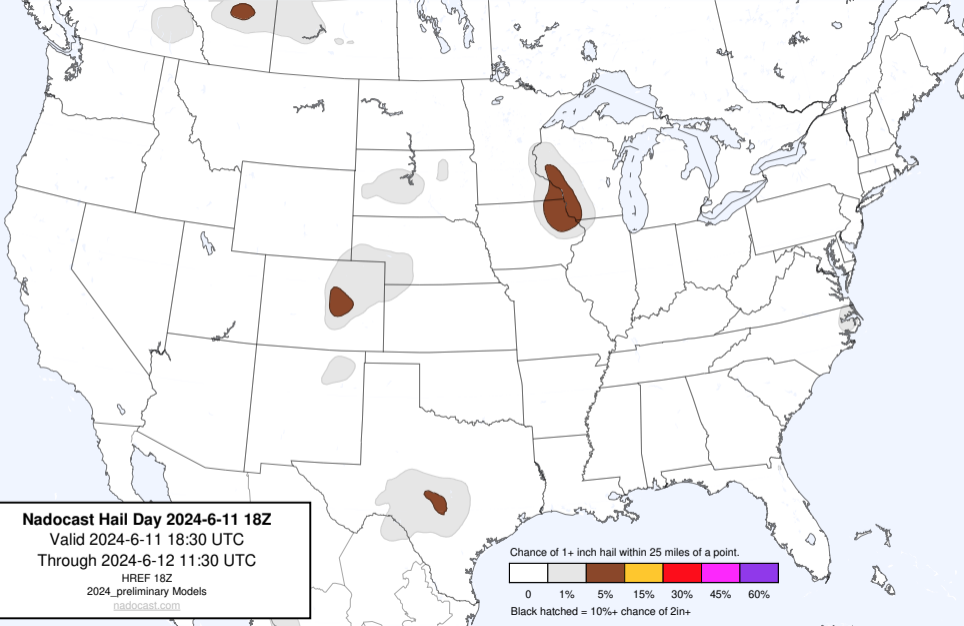 Nadocast Hail Day 2024-6-11 18Z
Valid 2024-6-11 18:30 UTC
Through 2024-6-12 11:30 UTC
HREF 18Z
2024_preliminary Models
nadocast.com
Chance of 1+ inch hail within 25 miles of a point.
0 1% 5% 15% 30% 45% 60%
Black hatched = 10%+ chance of 2in+